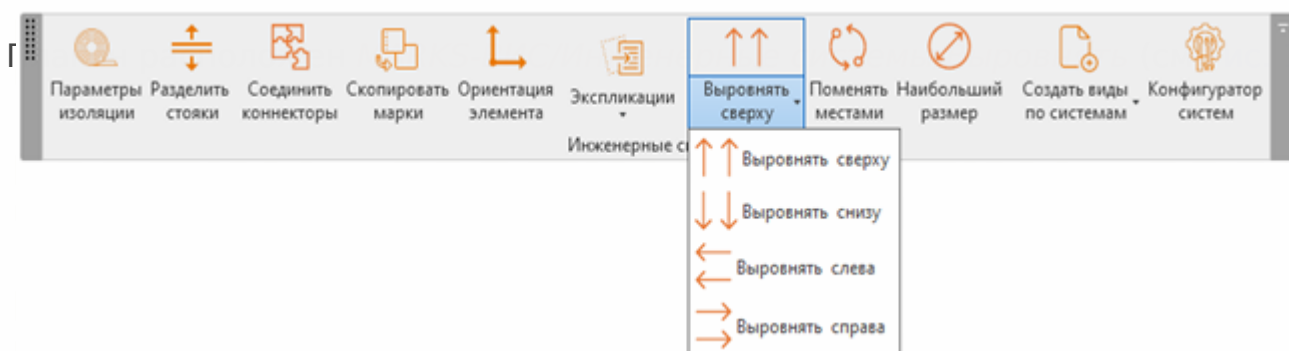 Параметры изоляции
Разделить стояки
Соединить коннекторы
Скопировать марки
Ориентация элемента
Экспликации
Выровнять сверху
Поменять местами
Наибольший размер
Создать виды по системам
Конфигуратор систем
Инженерные с
Выровнять сверху
Выровнять снизу
Выровнять слева
Выровнять справа